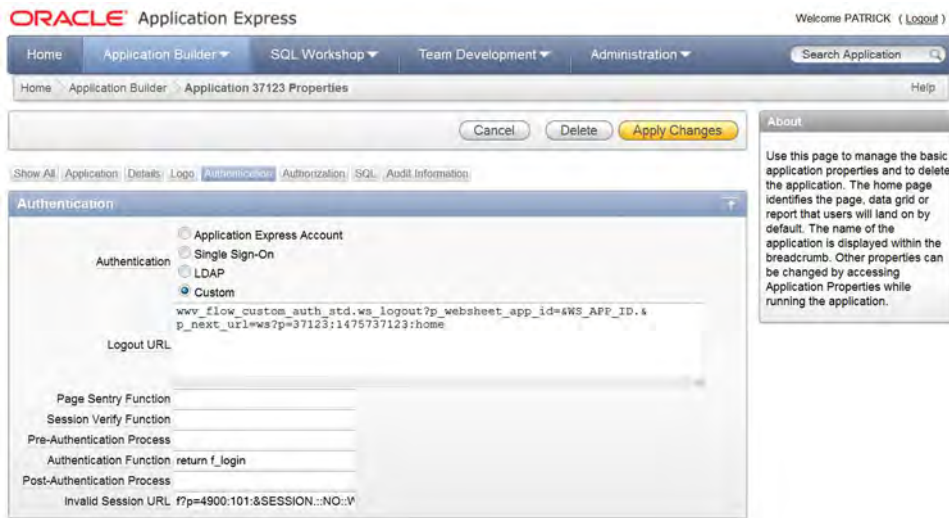 ORACLE Application Express
Welcome PATRICK ( Logout )
Home Application Builder SQL Workshop Team Development Administration
Search Application
Home Application Builder Application 37123 Properties
Help
Cancel Delete Apply Changes
Show All Application Details Logo Authentication Authorization SQL Audit Information
Authentication
Authentication
Application Express Account
Single Sign-On
LDAP
Custom
Logout URL
wwv_flow_custom_auth_std.ws_logout?p_websheet_app_id=&WS_APP_ID.&
p_next_url=ws?p=37123:1475737123:home
Page Sentry Function
Session Verify Function
Pre-Authentication Process
Authentication Function return f_login
Post-Authentication Process
Invalid Session URL f?p=4900:101:&SESSION.::NO::W
About
Use this page to manage the basic
application properties and to delete
the application. The home page
identifies the page, data grid or
report that users will land on by
default. The name of the
application is displayed within the
breadcrumb. Other properties can
be changed by accessing
Application Properties while
running the application.